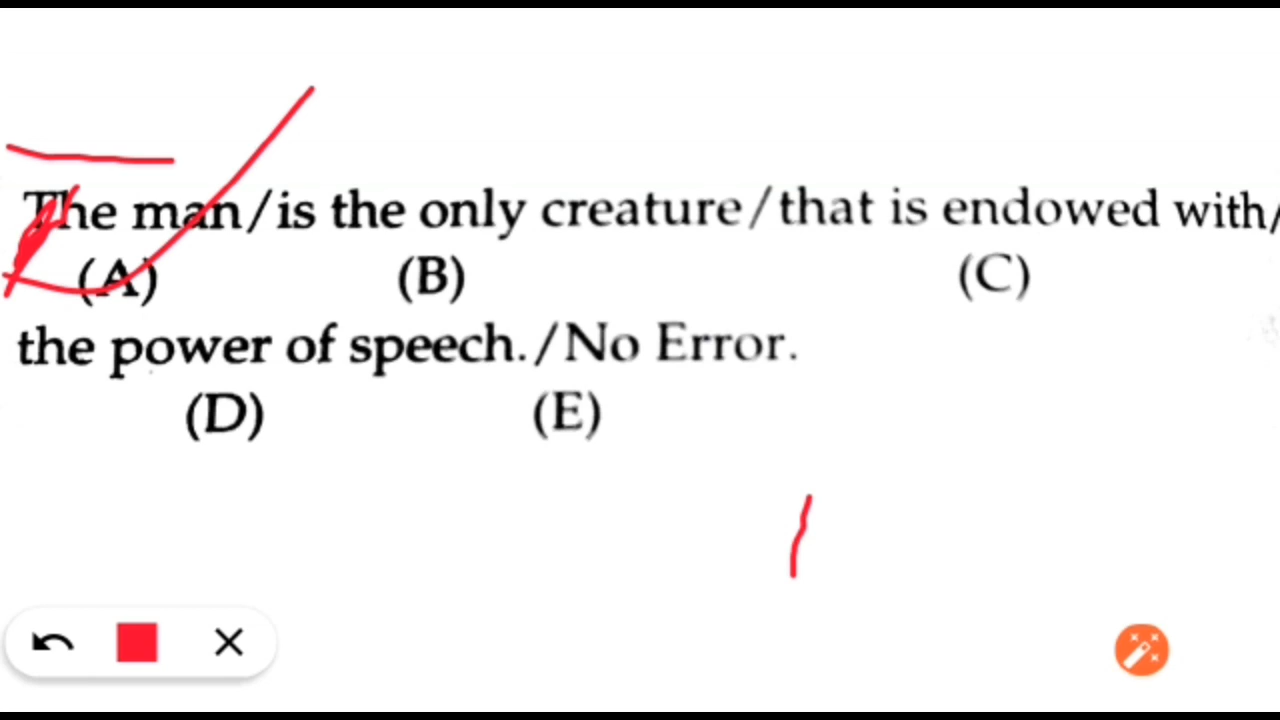 The man/is the only creature/that is endowed with/
(A) (B) (C)
the power of speech./No Error.
(D) (E)